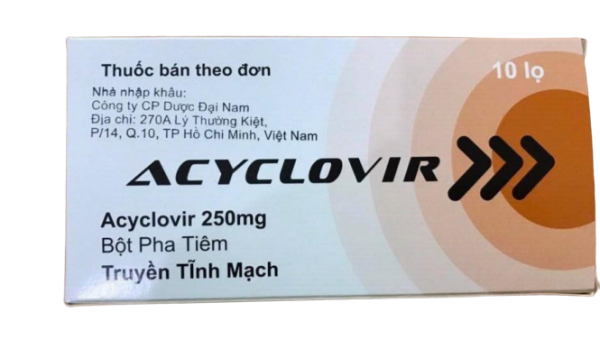 Thuốc bán theo đơn
10 lọ
Nhà nhập khẩu:
Công ty CP Dược Đại Nam
Địa chỉ: 270A Lý Thường Kiệt,
P/14, Q.10, TP Hồ Chi Minh, Việt Nam
ACYCLOVIR
Acyclovir 250mg
Bột Pha Tiêm
Truyền Tĩnh Mạch